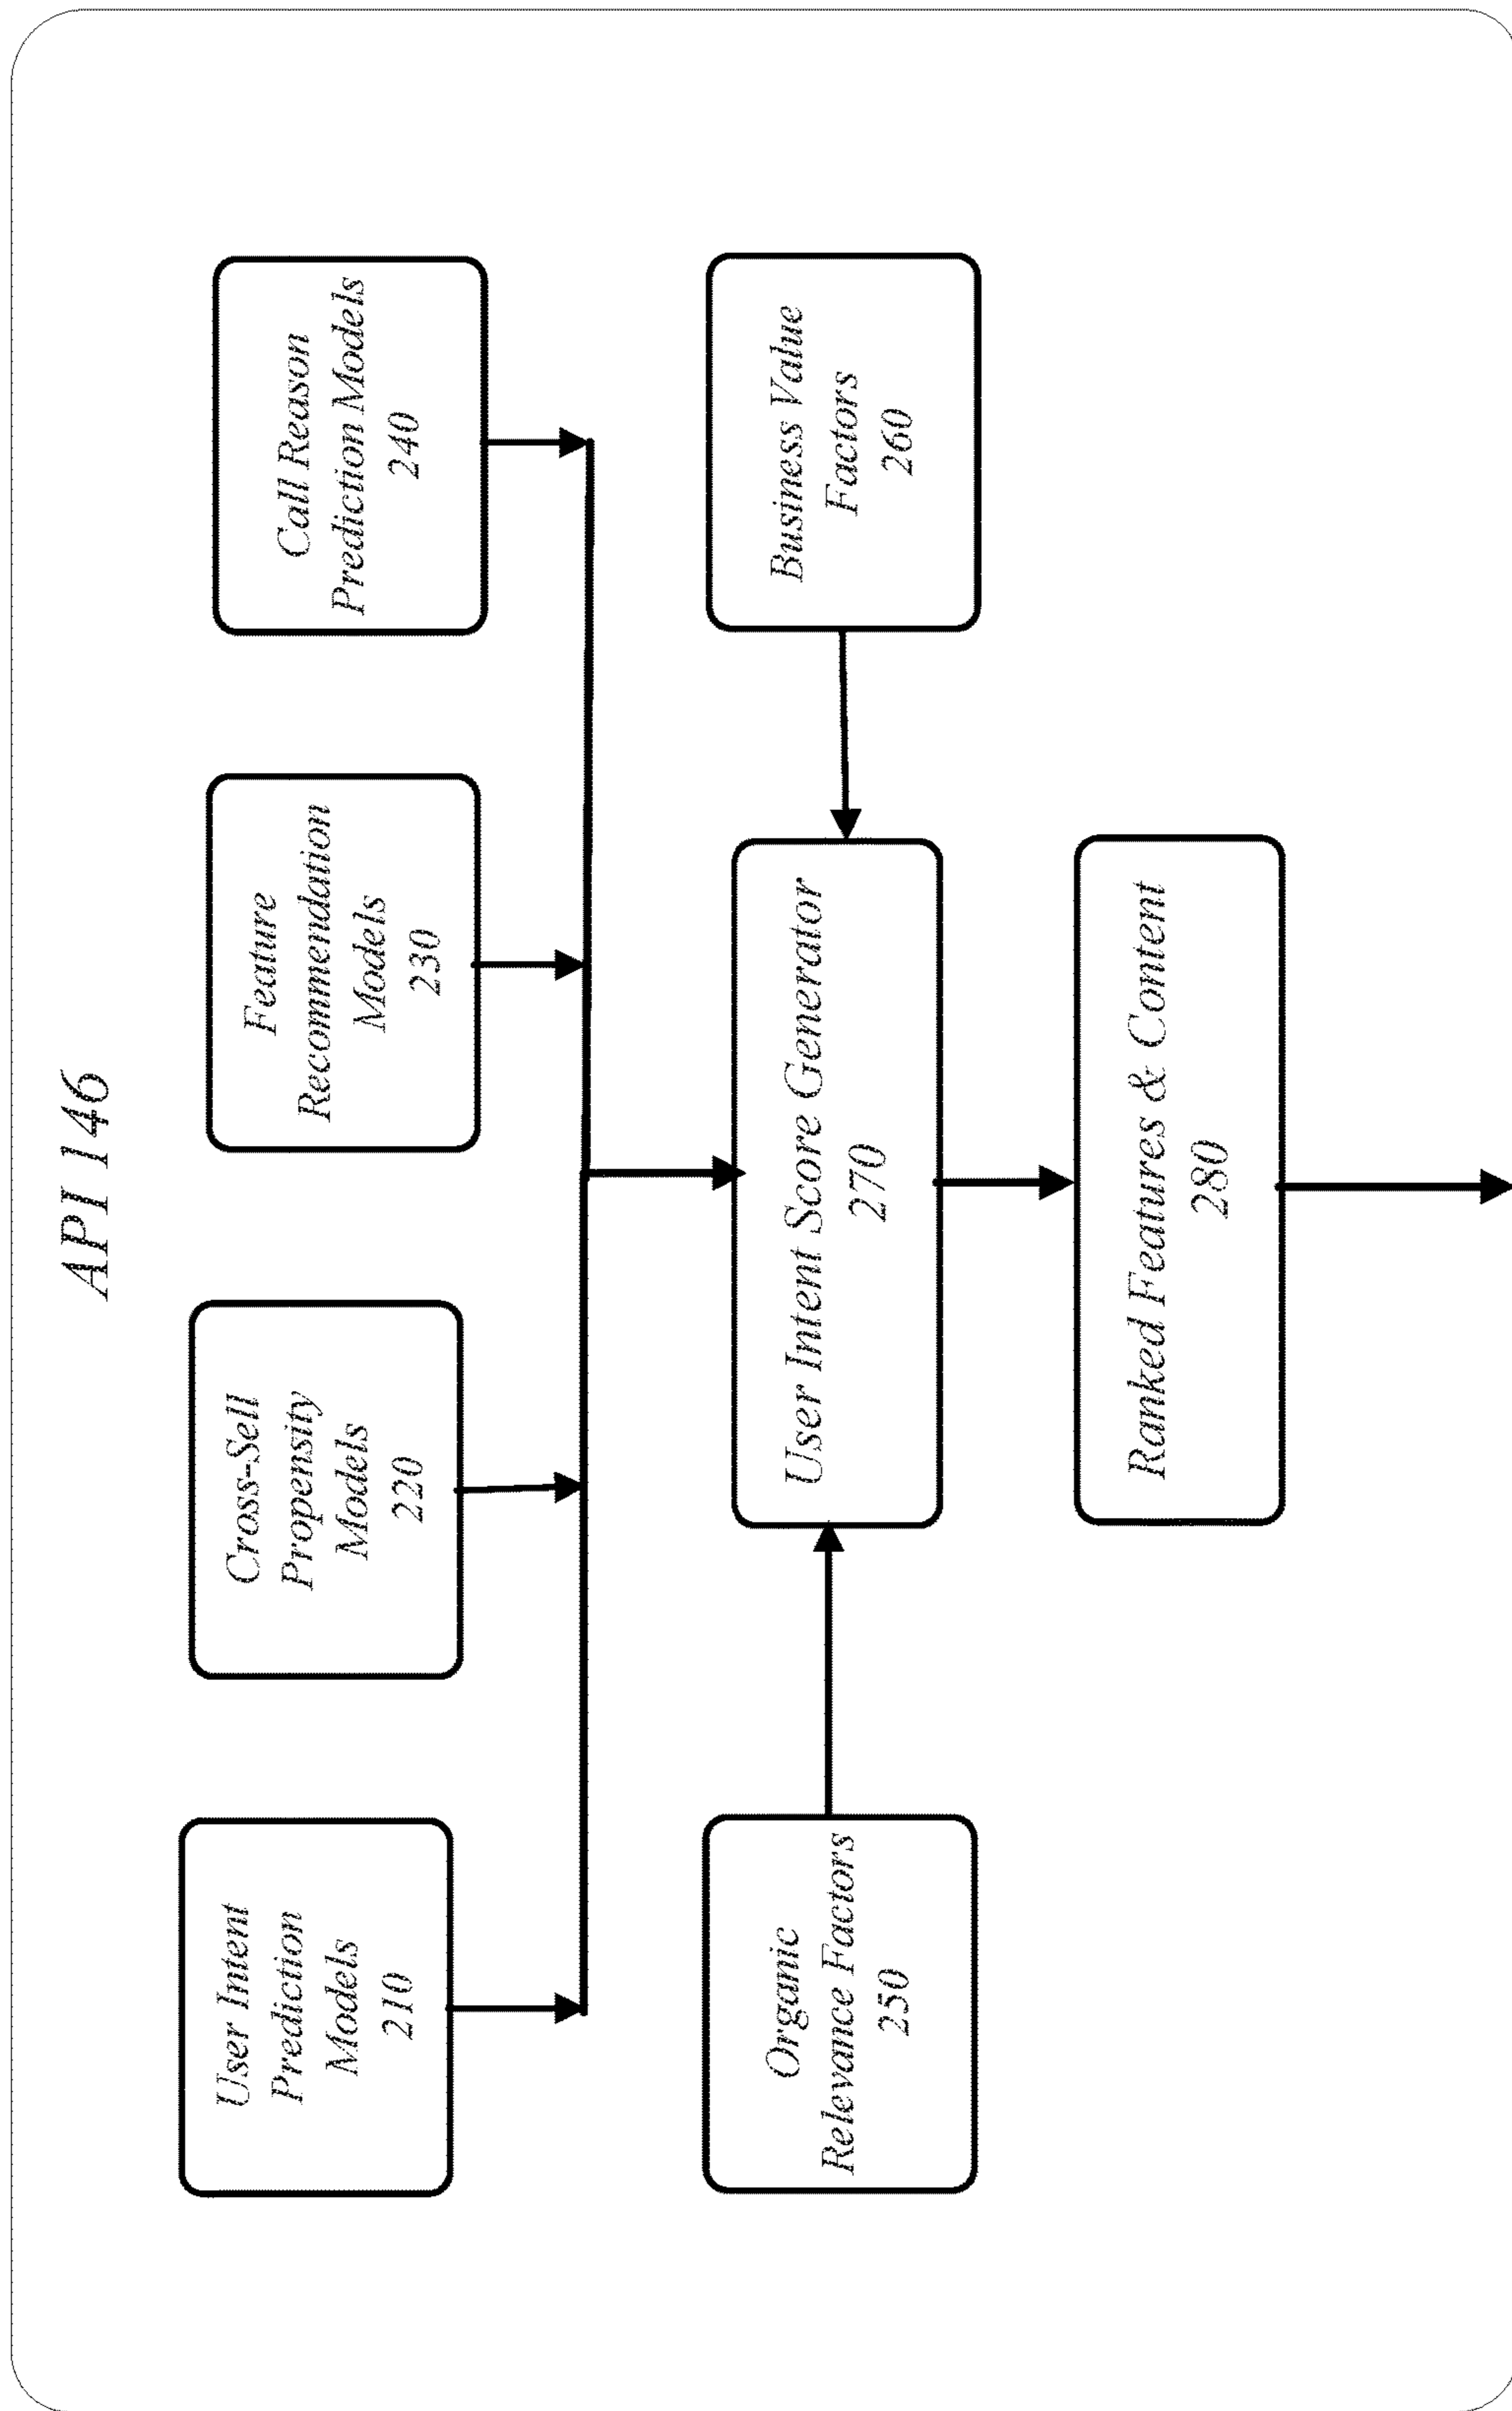 API 146
User Intent
Prediction
Models
210
Cross-Sell
Propensity
Models
220
Feature
Recommendation
Models
230
Call Reason
Prediction Models
240
Organic
Relevance Factors
250
User Intent Score Generator
270
Business Value
Factors
260
Ranked Features & Content
280